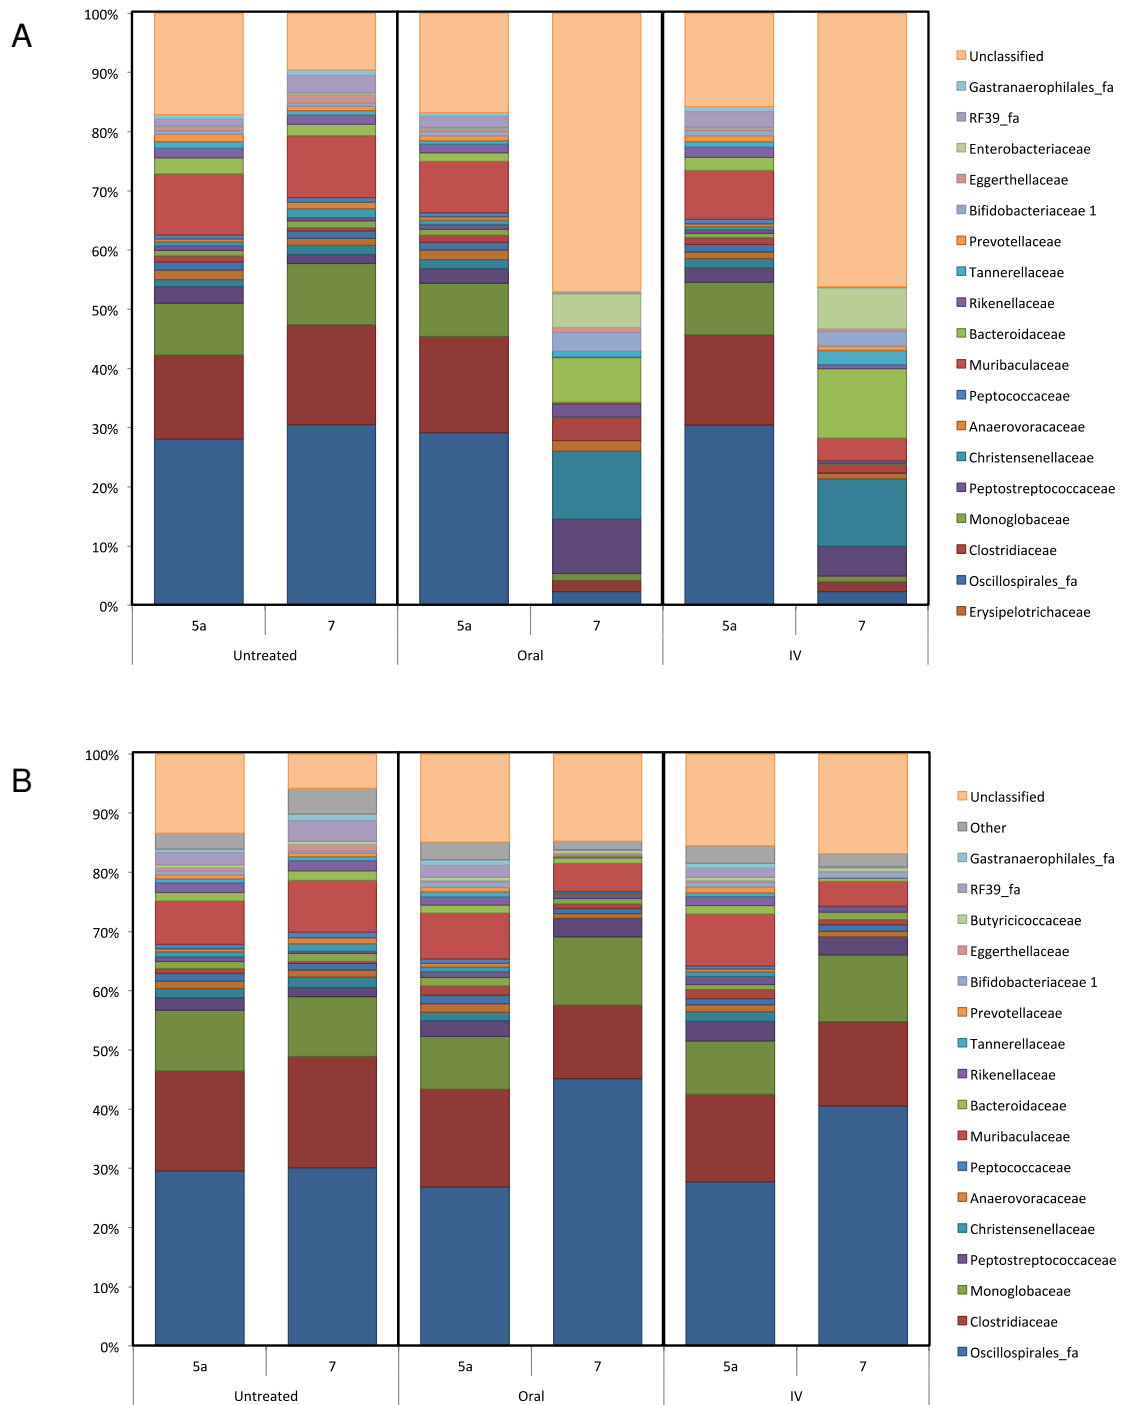 A
100%
90%
80%
70%
60%
50%
40%
30%
20%
10%
0%
5a 7 5a 7 5a 7
Untreated Oral IV
Unclassified
Gastranaerophilales_fa
RF39_fa
Enterobacteriaceae
Eggerthellaceae
Bifidobacteriaceae 1
Prevotellaceae
Tannerellaceae
Rikenellaceae
Bacteroidaceae
Muribaculaceae
Peptococcaceae
Anaerovoracaceae
Christensenellaceae
Peptostreptococcaceae
Monoglobaceae
Clostridiaceae
Oscillospirales_fa
Erysipelotrichaceae
B
100%
90%
80%
70%
60%
50%
40%
30%
20%
10%
0%
5a 7 5a 7 5a 7
Untreated Oral IV
Unclassified
Other
Gastranaerophilales_fa
RF39_fa
Butyricicoccaceae
Eggerthellaceae
Bifidobacteriaceae 1
Prevotellaceae
Tannerellaceae
Rikenellaceae
Bacteroidaceae
Muribaculaceae
Peptococcaceae
Anaerovoracaceae
Christensenellaceae
Peptostreptococcaceae
Monoglobaceae
Clostridiaceae
Oscillospirales_fa